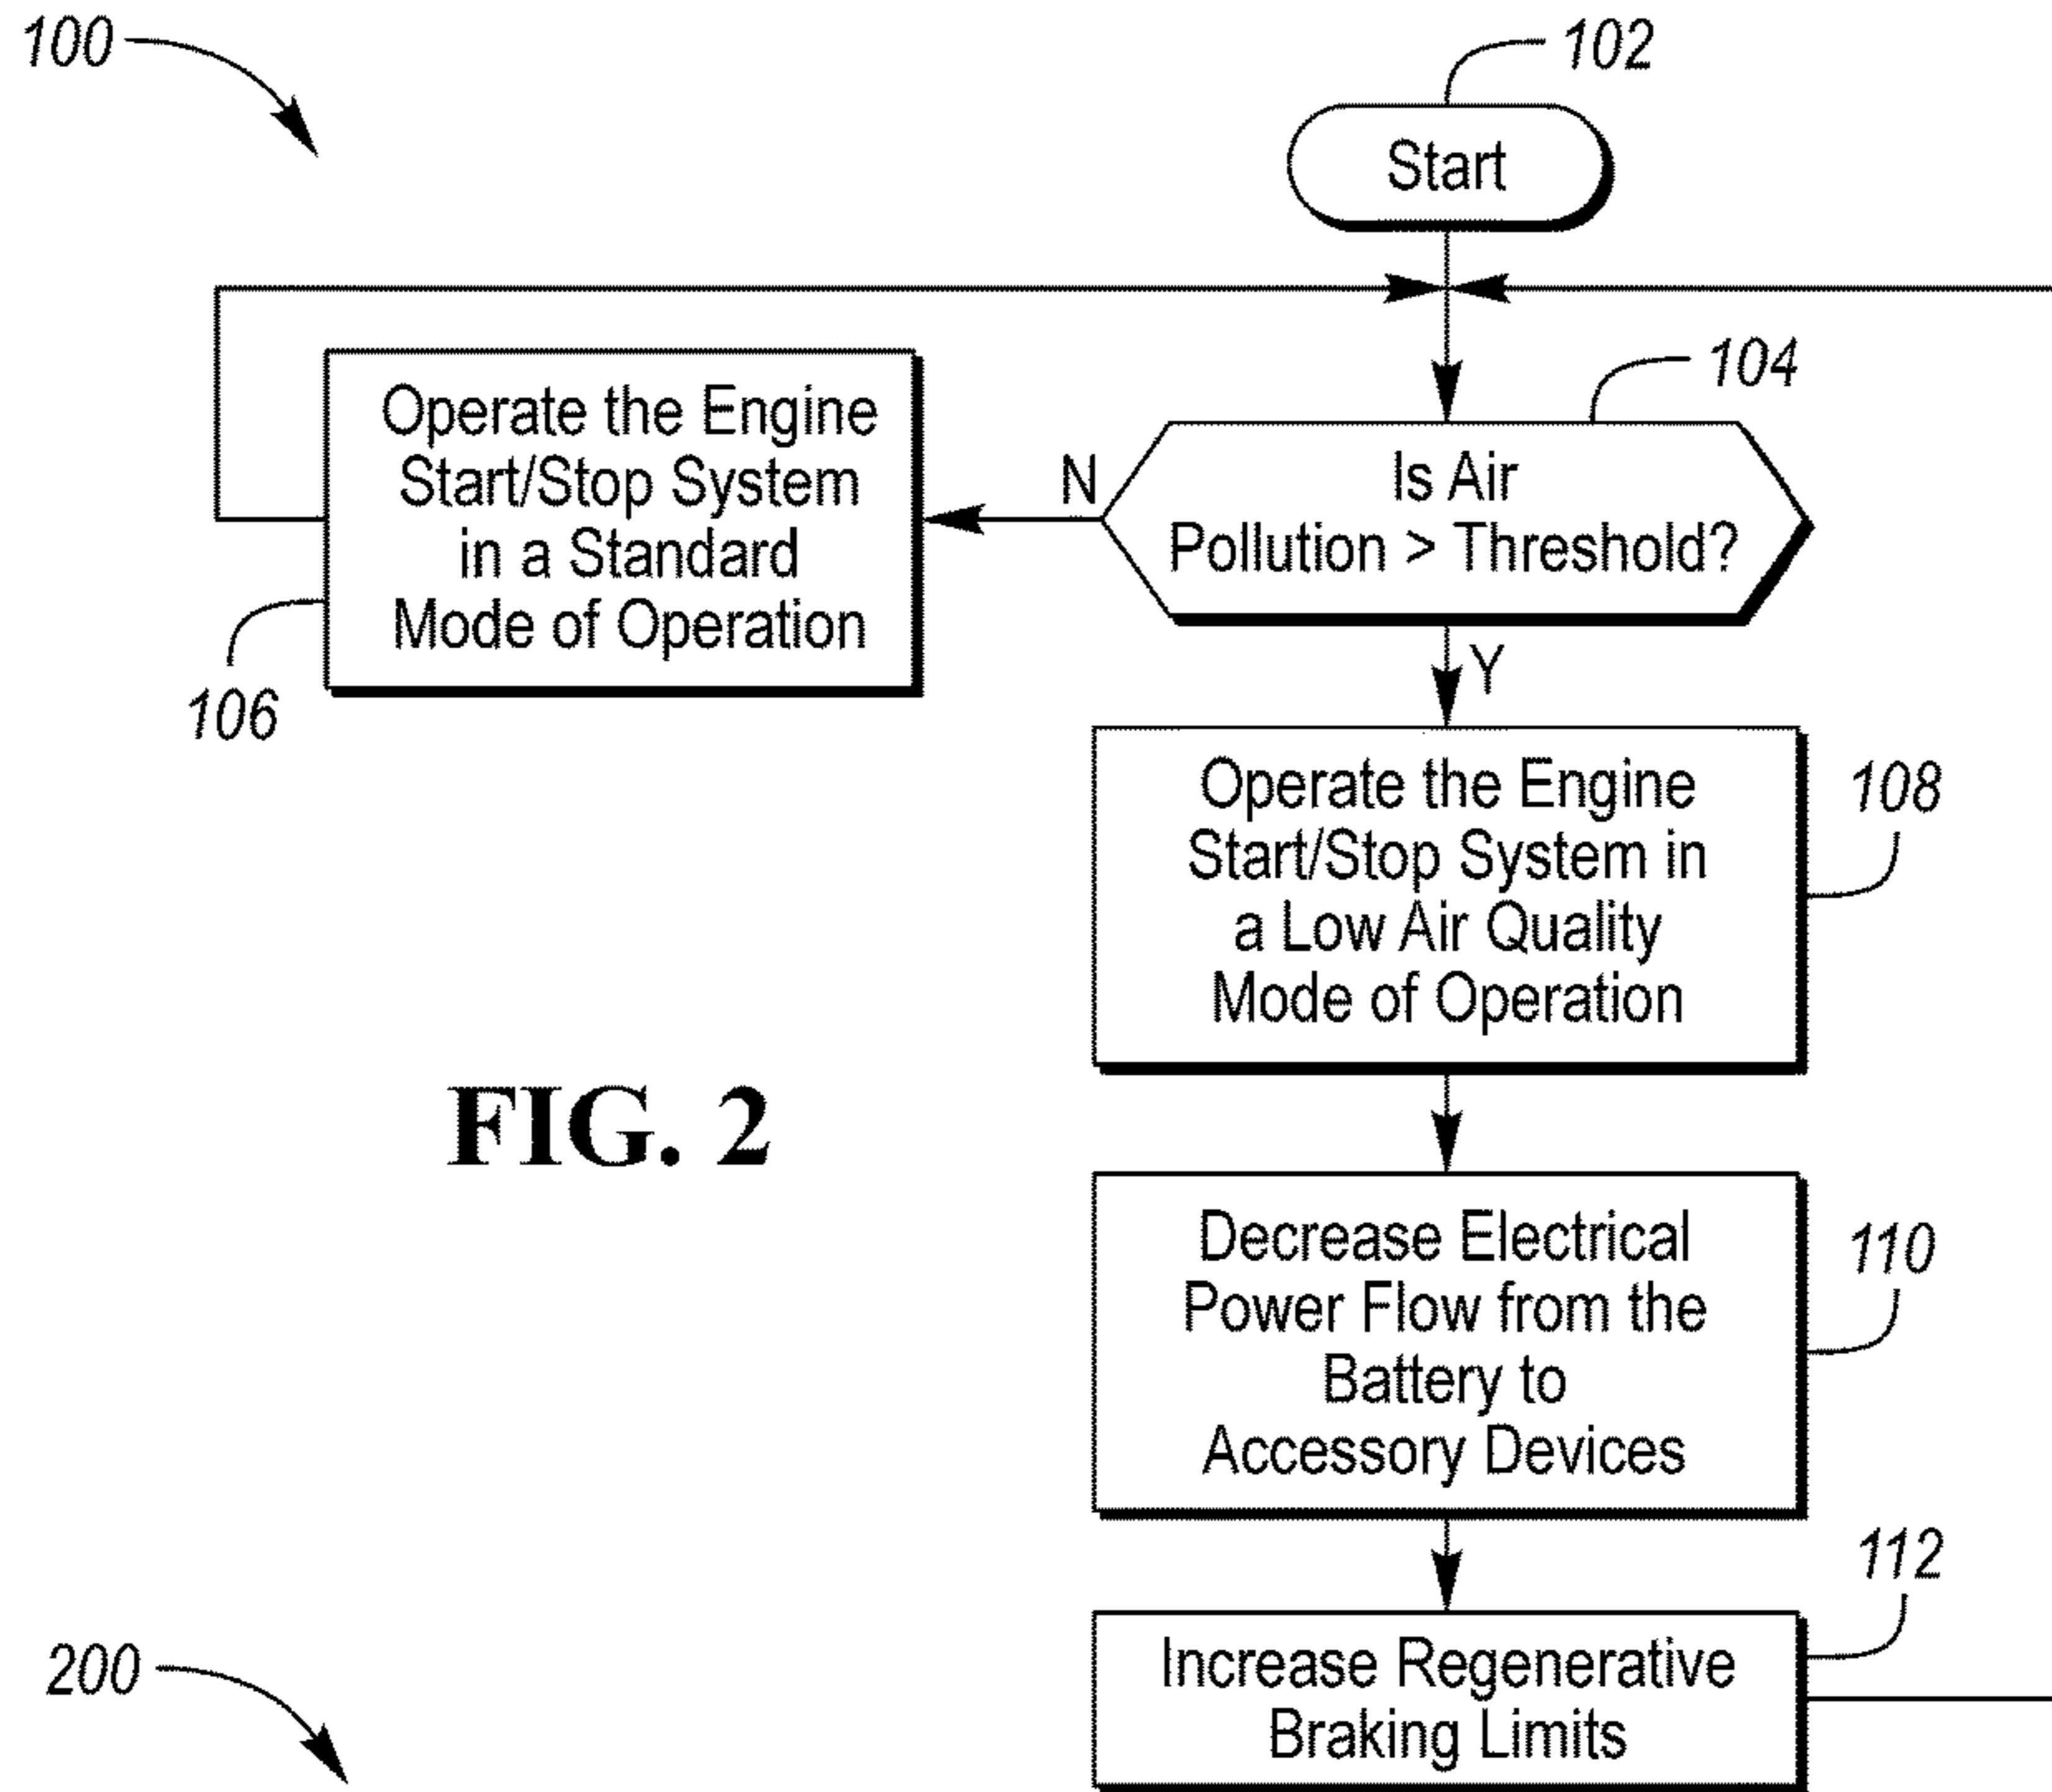 100
102
Start
104
Is Air
Pollution > Threshold?
N
Y
Operate the Engine
Start/Stop System
in a Standard
Mode of Operation
106
Operate the Engine
Start/Stop System in
a Low Air Quality
Mode of Operation
108
FIG. 2
Decrease Electrical
Power Flow from the
Battery to
Accessory Devices
110
Increase Regenerative
Braking Limits
112
200